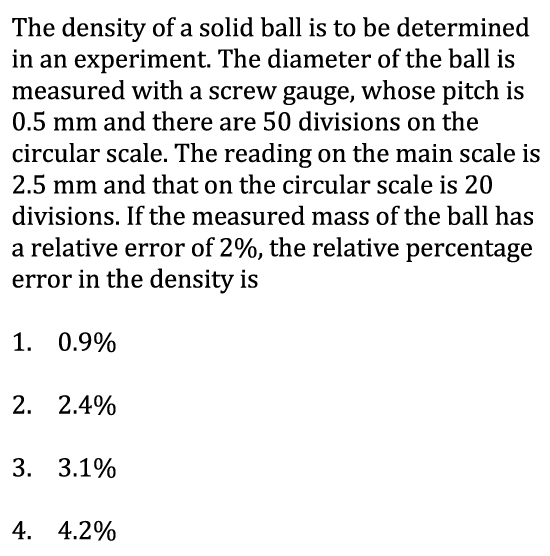 The density of a solid ball is to be determined
in an experiment. The diameter of the ball is
measured with a screw gauge, whose pitch is
0.5 mm and there are 50 divisions on the
circular scale. The reading on the main scale is
2.5 mm and that on the circular scale is 20
divisions. If the measured mass of the ball has
a relative error of 2%, the relative percentage
error in the density is
1. 0.9%
2. 2.4%
3. 3.1%
4. 4.2%